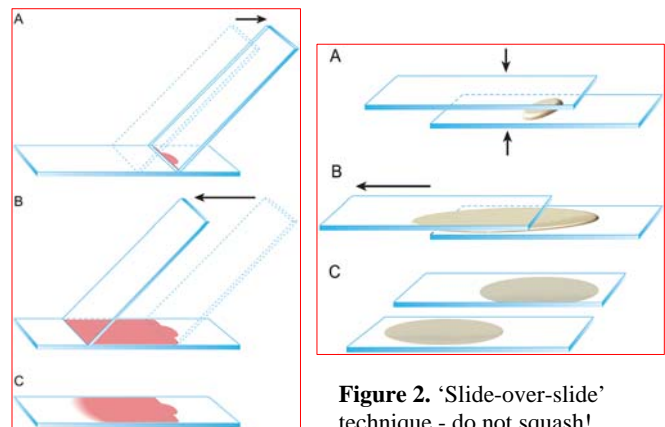 A
B
C
A
B
C
Figure 2. ‘Slide-over-slide’
technique - do not squash!